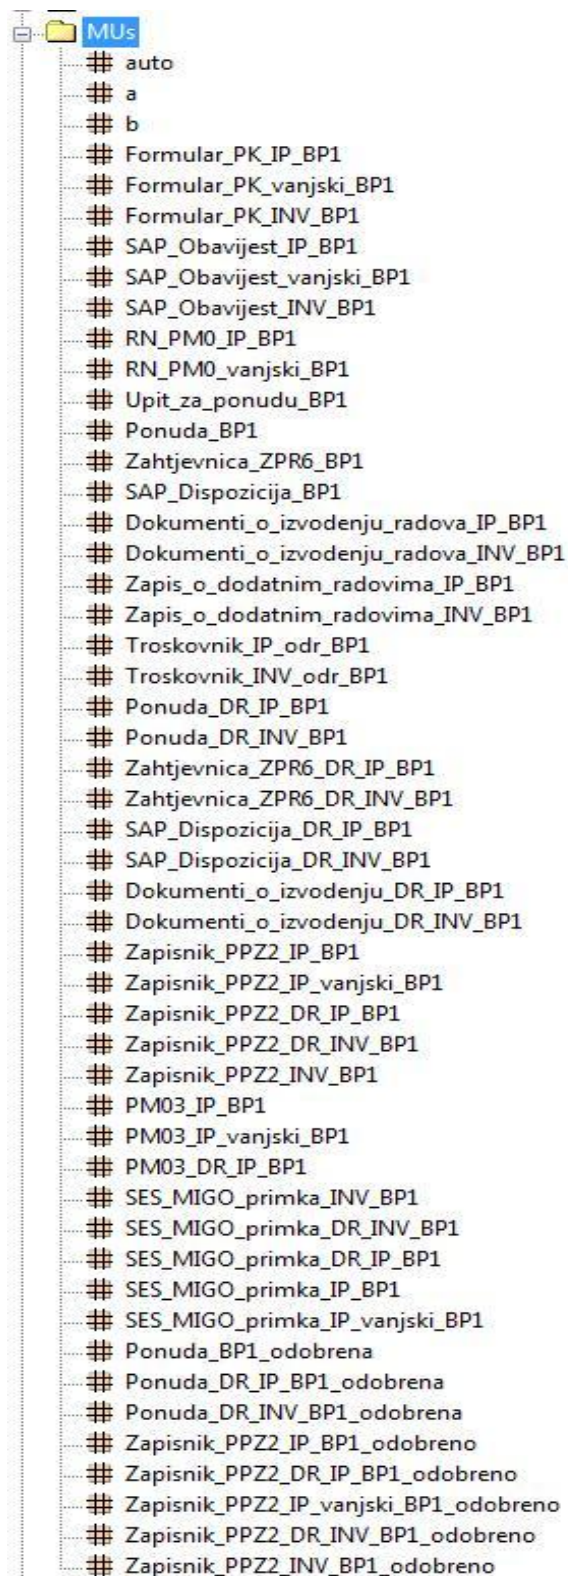 MUs
auto
a
b
Formular_PK_IP_BP1
Formular_PK_vanjski_BP1
Formular_PK_INV_BP1
SAP_Obavijest_IP_BP1
SAP_Obavijest_vanjski_BP1
SAP_Obavijest_INV_BP1
RN_PM0_IP_BP1
RN_PM0_vanjski_BP1
Upit_za_ponudu_BP1
Ponuda_BP1
Zahtjevnica_ZPR6_BP1
SAP_Dispozicija_BP1
Dokumenti_o_izvodenju_radova_IP_BP1
Dokumenti_o_izvodenju_radova_INV_BP1
Zapis_o_dodatnim_radovima_IP_BP1
Zapis_o_dodatnim_radovima_INV_BP1
Troskovnik_IP_odr_BP1
Troskovnik_INV_odr_BP1
Ponuda_DR_IP_BP1
Ponuda_DR_INV_BP1
Zahtjevnica_ZPR6_DR_IP_BP1
Zahtjevnica_ZPR6_DR_INV_BP1
SAP_Dispozicija_DR_IP_BP1
SAP_Dispozicija_DR_INV_BP1
Dokumenti_o_izvodenju_DR_IP_BP1
Dokumenti_o_izvodenju_DR_INV_BP1
Zapisnik_PPZ2_IP_BP1
Zapisnik_PPZ2_IP_vanjski_BP1
Zapisnik_PPZ2_DR_IP_BP1
Zapisnik_PPZ2_DR_INV_BP1
Zapisnik_PPZ2_INV_BP1
PM03_IP_BP1
PM03_IP_vanjski_BP1
PM03_DR_IP_BP1
SES_MIGO_primka_INV_BP1
SES_MIGO_primka_DR_INV_BP1
SES_MIGO_primka_DR_IP_BP1
SES_MIGO_primka_IP_BP1
SES_MIGO_primka_IP_vanjski_BP1
Ponuda_BP1_odobrena
Ponuda_DR_IP_BP1_odobrena
Ponuda_DR_INV_BP1_odobrena
Zapisnik_PPZ2_IP_BP1_odobreno
Zapisnik_PPZ2_DR_IP_BP1_odobreno
Zapisnik_PPZ2_IP_vanjski_BP1_odobreno
Zapisnik_PPZ2_DR_INV_BP1_odobreno
Zapisnik_PPZ2_INV_BP1_odobreno